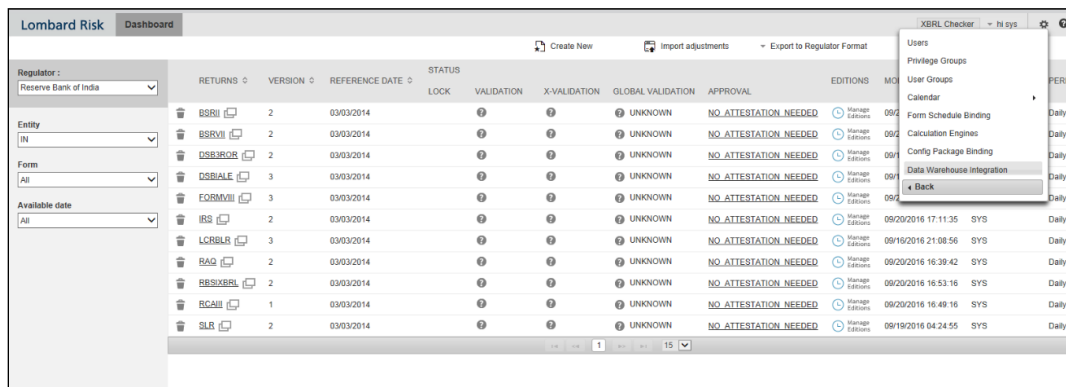 Lombard Risk Dashboard XBRL Checker hi sys
Create New Import adjustments Export to Regulator Format
Regulator :
Reserve Bank of India
Entity
IN
Form
All
Available date
All
STATUS
RETURNS VERSION REFERENCE DATE LOCK VALIDATION X-VALIDATION GLOBAL VALIDATION APPROVAL EDITIONS
BSRII 2 03/03/2014 UNKNOWN NO_ATTESTATION_NEEDED Manage Editions Daily
BSRVII 2 03/03/2014 UNKNOWN NO_ATTESTATION_NEEDED Manage Editions Daily
DSB3ROR 2 03/03/2014 UNKNOWN NO_ATTESTATION_NEEDED Manage Editions Daily
DSBIALE 3 03/03/2014 UNKNOWN NO_ATTESTATION_NEEDED Manage Editions Daily
FORMVIII 3 03/03/2014 UNKNOWN NO_ATTESTATION_NEEDED Manage Editions Daily
IRS 2 03/03/2014 UNKNOWN NO_ATTESTATION_NEEDED Manage Editions 09/20/2016 17:11:35 SYS Daily
LCRBLR 3 03/03/2014 UNKNOWN NO_ATTESTATION_NEEDED Manage Editions 09/16/2016 21:08:56 SYS Daily
RAQ 2 03/03/2014 UNKNOWN NO_ATTESTATION_NEEDED Manage Editions 09/20/2016 16:39:42 SYS Daily
RBSIXBRL 2 03/03/2014 UNKNOWN NO_ATTESTATION_NEEDED Manage Editions 09/20/2016 16:53:16 SYS Daily
RCAIII 1 03/03/2014 UNKNOWN NO_ATTESTATION_NEEDED Manage Editions 09/20/2016 16:49:16 SYS Daily
SLR 2 03/03/2014 UNKNOWN NO_ATTESTATION_NEEDED Manage Editions 09/19/2016 04:24:55 SYS Daily
1 15
Users
Privilege Groups
User Groups
Calendar
Form Schedule Binding
Calculation Engines
Config Package Binding
Data Warehouse Integration
Back